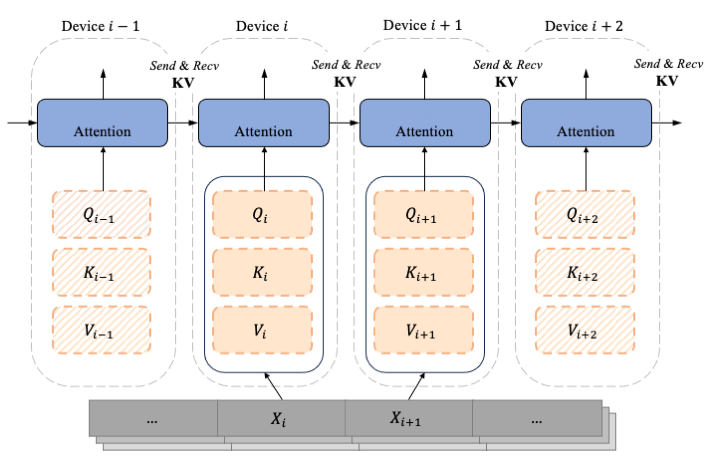 Device i − 1
Device i
Device i + 1
Device i + 2
Send & Recv
KV
Send & Recv
KV
Send & Recv
KV
Send & Recv
KV
Attention
Attention
Attention
Attention
Q_{i−1}
Q_i
Q_{i+1}
Q_{i+2}
K_{i−1}
K_i
K_{i+1}
K_{i+2}
V_{i−1}
V_i
V_{i+1}
V_{i+2}
...
X_i
X_{i+1}
...